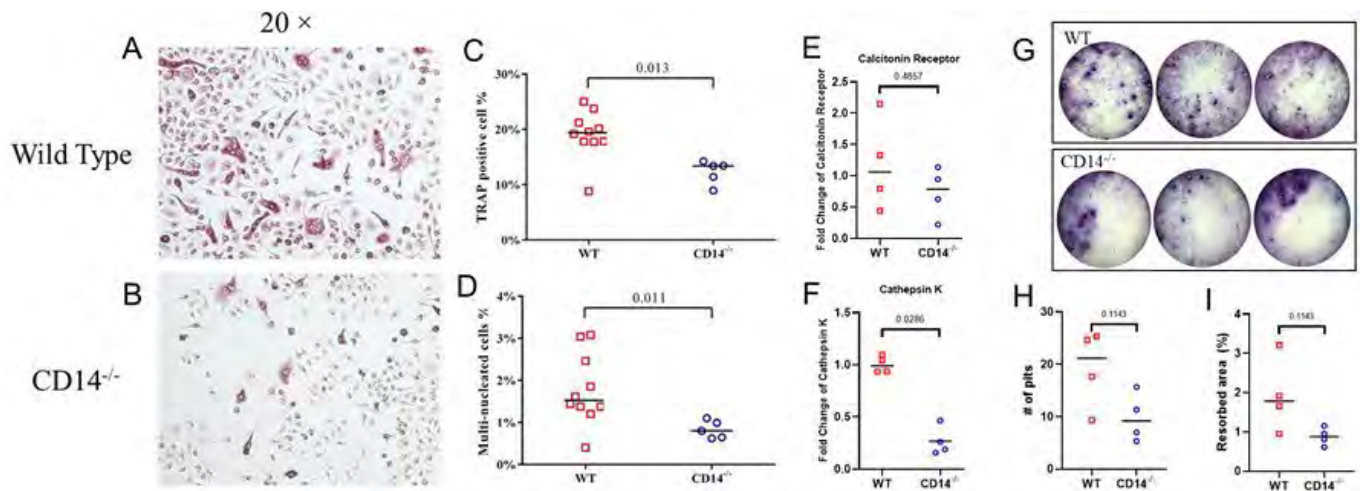 20 ×
A
Wild Type
B
CD14-/-
C
TRAP positive cell %
30%
20%
10%
0%
0.013
WT
CD14-/-
D
Multi-nuclcated cells %
4%
3%
2%
1%
0%
0.011
WT
CD14-/-
E
Calcitonin Receptor
Fold Change of Calcitonin Receptor
2.5
2.0
1.5
1.0
0.5
0.0
0.4857
WT
CD14-/-
F
Cathepsin K
Fold Change of Cathepsin K
1.5
1.0
0.5
0.0
0.0286
WT
CD14-/-
G
WT
CD14-/-
H
# of pits
30
20
10
0
0.1143
WT
CD14-/-
I
Resorbed area (%)
4
3
2
1
0
0.1143
WT
CD14-/-